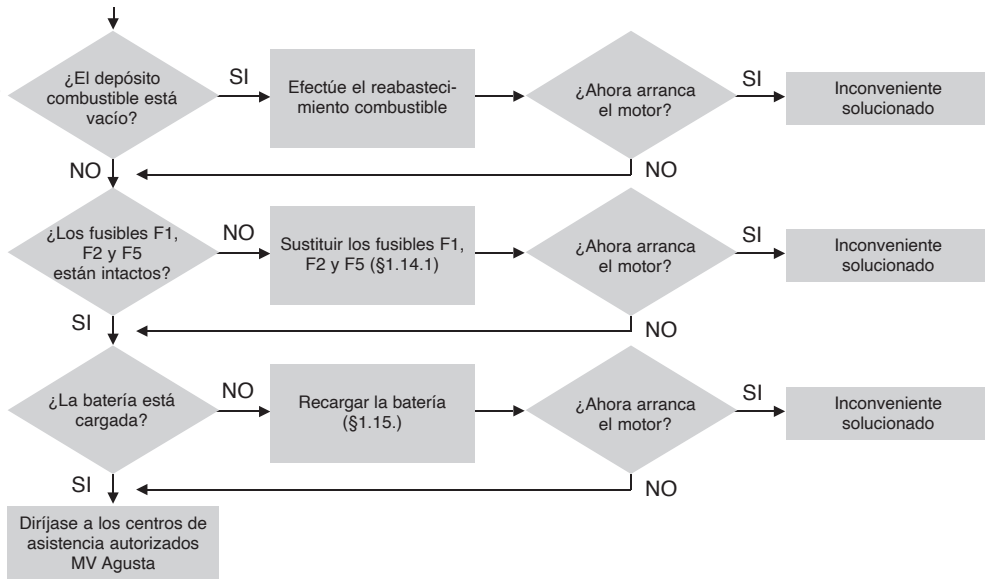 ¿El depósito
combustible está
vacío?
SI
Efectúe el reabasteci-
miento combustible
¿Ahora arranca
el motor?
SI
Inconveniente
solucionado
NO
NO
¿Los fusibles F1,
F2 y F5
están intactos?
NO
Sustituir los fusibles F1,
F2 y F5 (§1.14.1)
¿Ahora arranca
el motor?
SI
Inconveniente
solucionado
SI
NO
¿La batería está
cargada?
NO
Recargar la batería
(§1.15.)
¿Ahora arranca
el motor?
SI
Inconveniente
solucionado
SI
NO
Diríjase a los centros de
asistencia autorizados
MV Agusta